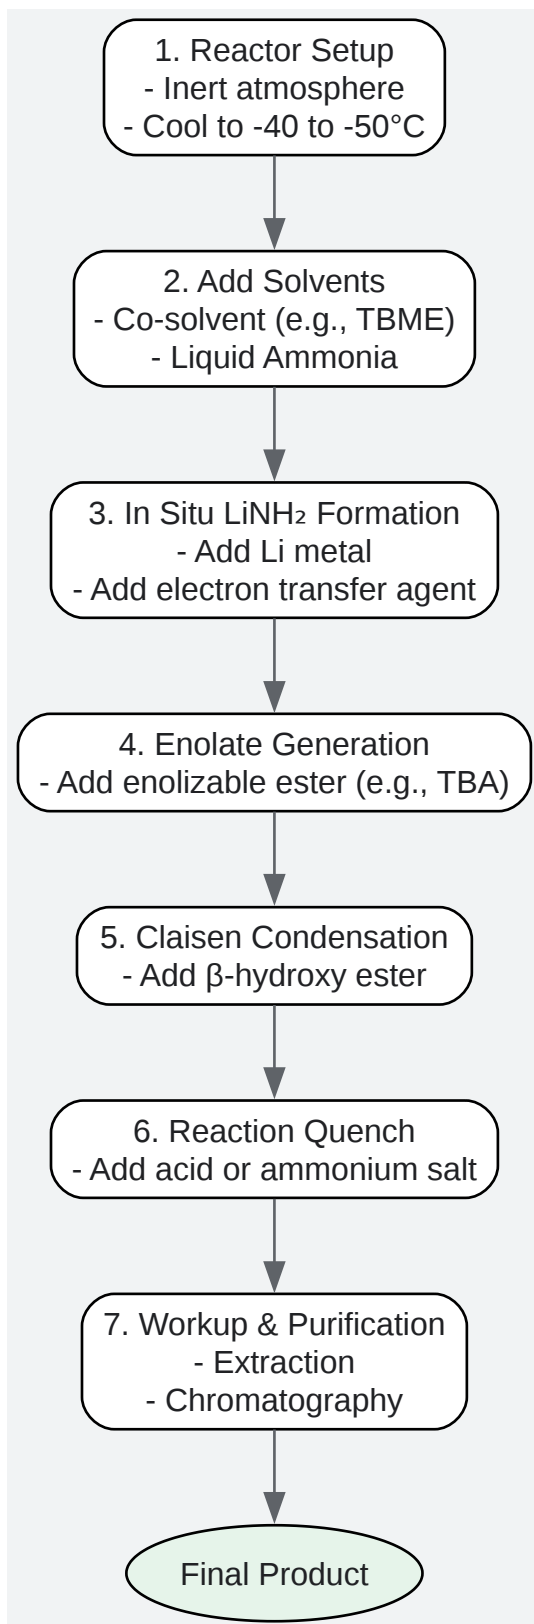 1. Reactor Setup
- Inert atmosphere
- Cool to -40 to -50°C
2. Add Solvents
- Co-solvent (e.g., TBME)
- Liquid Ammonia
3. In Situ LiNH₂ Formation
- Add Li metal
- Add electron transfer agent
4. Enolate Generation
- Add enolizable ester (e.g., TBA)
5. Claisen Condensation
- Add β-hydroxy ester
6. Reaction Quench
- Add acid or ammonium salt
7. Workup & Purification
- Extraction
- Chromatography
Final Product